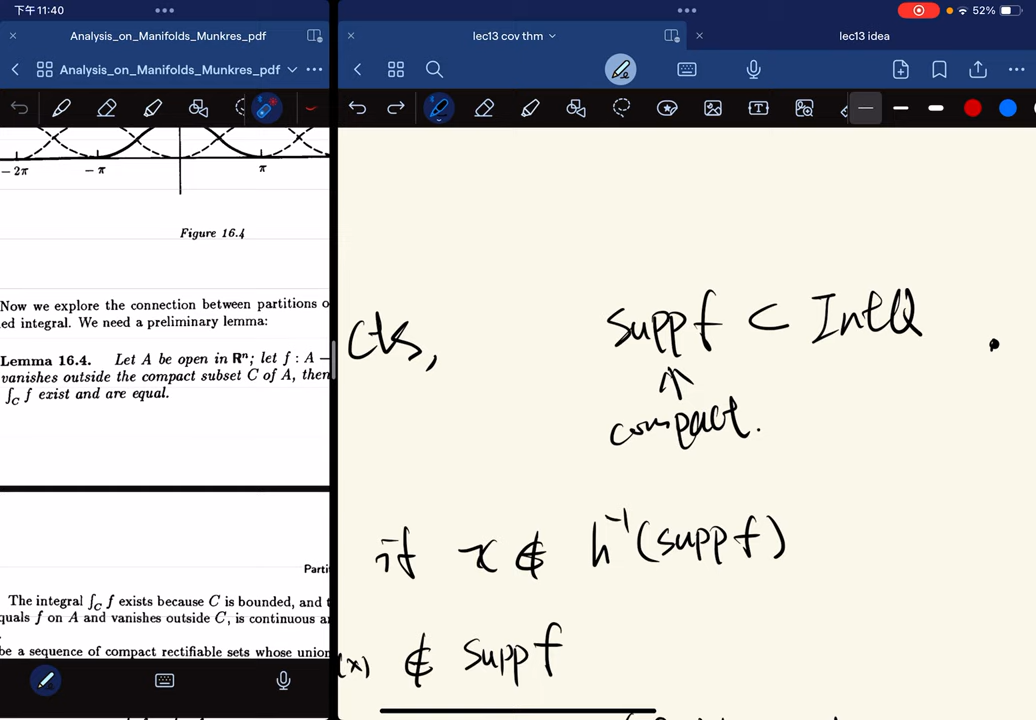 下午11:40
52%
Analysis_on_Manifolds_Munkres_pdf
lec13 cov thm
lec13 idea
Analysis_on_Manifolds_Munkres_pdf
− 2π
− π
π
Figure 16.4
Now we explore the connection between partitions o
ed integral. We need a preliminary lemma:
Lemma 16.4. Let A be open in Rⁿ; let f : A —
vanishes outside the compact subset C of A, then
∫_C f exist and are equal.
Parti
The integral ∫_C f exists because C is bounded, and t
quals f on A and vanishes outside C, is continuous a
be a sequence of compact rectifiable sets whose union
cts,
supp f ⊂ Int Q .
↑
compact.
if x ∉ h⁻¹(supp f)
(x) ∉ supp f